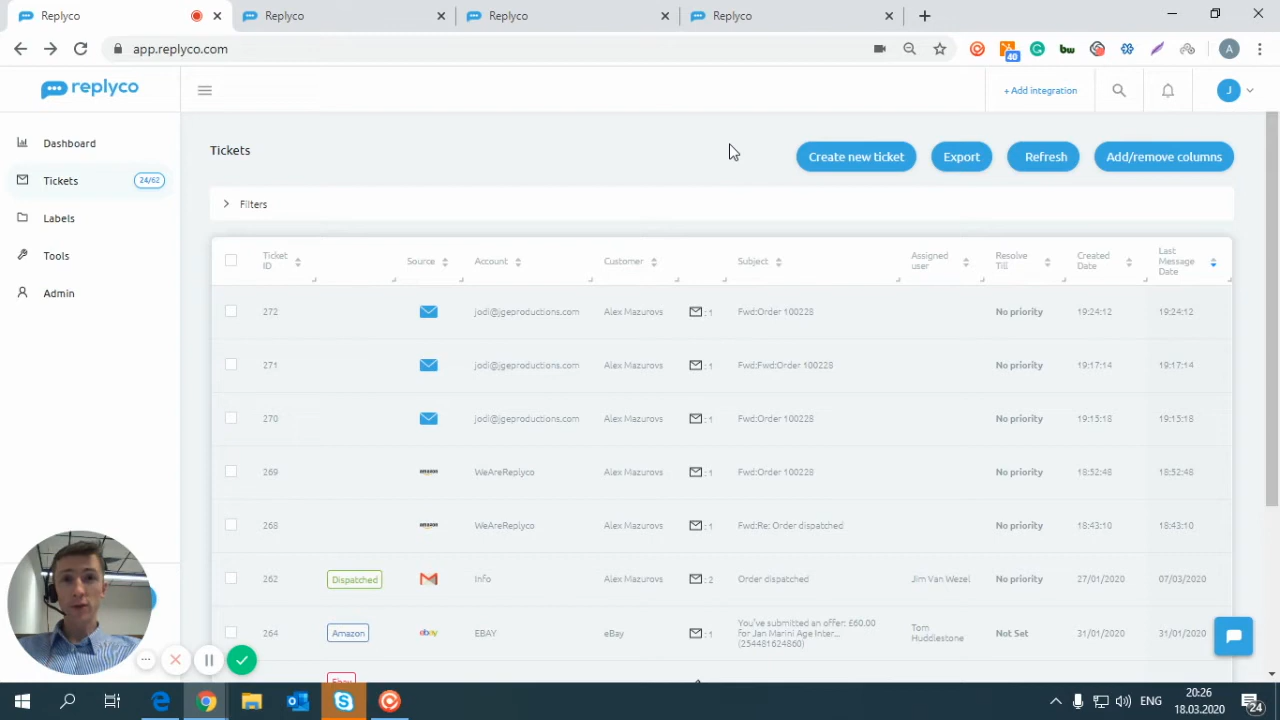 Replyco
Replyco
Replyco
Replyco
app.replyco.com
40
A
replyco
+ Add integration
J
Dashboard
Tickets
24/62
Labels
Tools
Admin
Tickets
Create new ticket
Export
Refresh
Add/remove columns
Filters
Ticket ID
Source
Account
Customer
Subject
Assigned user
Resolve Till
Created Date
Last Message Date
272
jodi@jgeproductions.com
Alex Mazurovs
: 1
Fwd:Order 100228
No priority
19:24:12
19:24:12
271
jodi@jgeproductions.com
Alex Mazurovs
: 1
Fwd:Fwd:Order 100228
No priority
19:17:14
19:17:14
270
jodi@jgeproductions.com
Alex Mazurovs
: 1
Fwd:Order 100228
No priority
19:15:18
19:15:18
269
amazon
WeAreReplyco
Alex Mazurovs
: 1
Fwd:Order 100228
No priority
18:52:48
18:52:48
268
amazon
WeAreReplyco
Alex Mazurovs
: 1
Fwd:Re: Order dispatched
No priority
18:43:10
18:43:10
262
Dispatched
Info
Alex Mazurovs
: 2
Order dispatched
Jim Van Wezel
No priority
27/01/2020
07/03/2020
264
Amazon
ebay
EBAY
eBay
: 1
You've submitted an offer: £60.00
for Jan Marini Age Inter...
(254481624860)
Tom
Huddlestone
Not Set
31/01/2020
31/01/2020
Ebay
ENG
20:26
18.03.2020
24